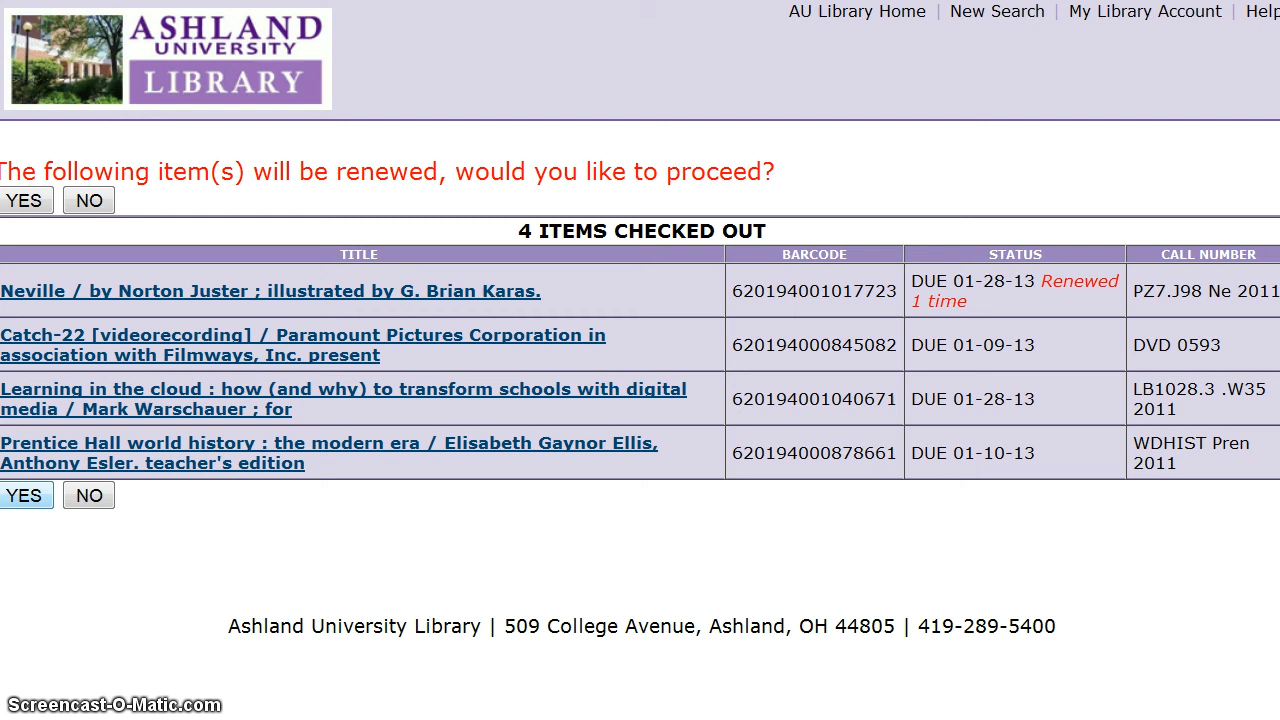 AU Library Home | New Search | My Library Account | Help
ASHLAND
UNIVERSITY
LIBRARY
The following item(s) will be renewed, would you like to proceed?
YES NO
4 ITEMS CHECKED OUT
TITLE BARCODE STATUS CALL NUMBER
Neville / by Norton Juster ; illustrated by G. Brian Karas. 620194001017723 DUE 01-28-13 Renewed 1 time PZ7.J98 Ne 2011
Catch-22 [videorecording] / Paramount Pictures Corporation in
association with Filmways, Inc. present 620194000845082 DUE 01-09-13 DVD 0593
Learning in the cloud : how (and why) to transform schools with digital
media / Mark Warschauer ; for 620194001040671 DUE 01-28-13 LB1028.3 .W35 2011
Prentice Hall world history : the modern era / Elisabeth Gaynor Ellis,
Anthony Esler. teacher's edition 620194000878661 DUE 01-10-13 WDHIST Pren 2011
YES NO
Ashland University Library | 509 College Avenue, Ashland, OH 44805 | 419-289-5400
Screencast-O-Matic.com